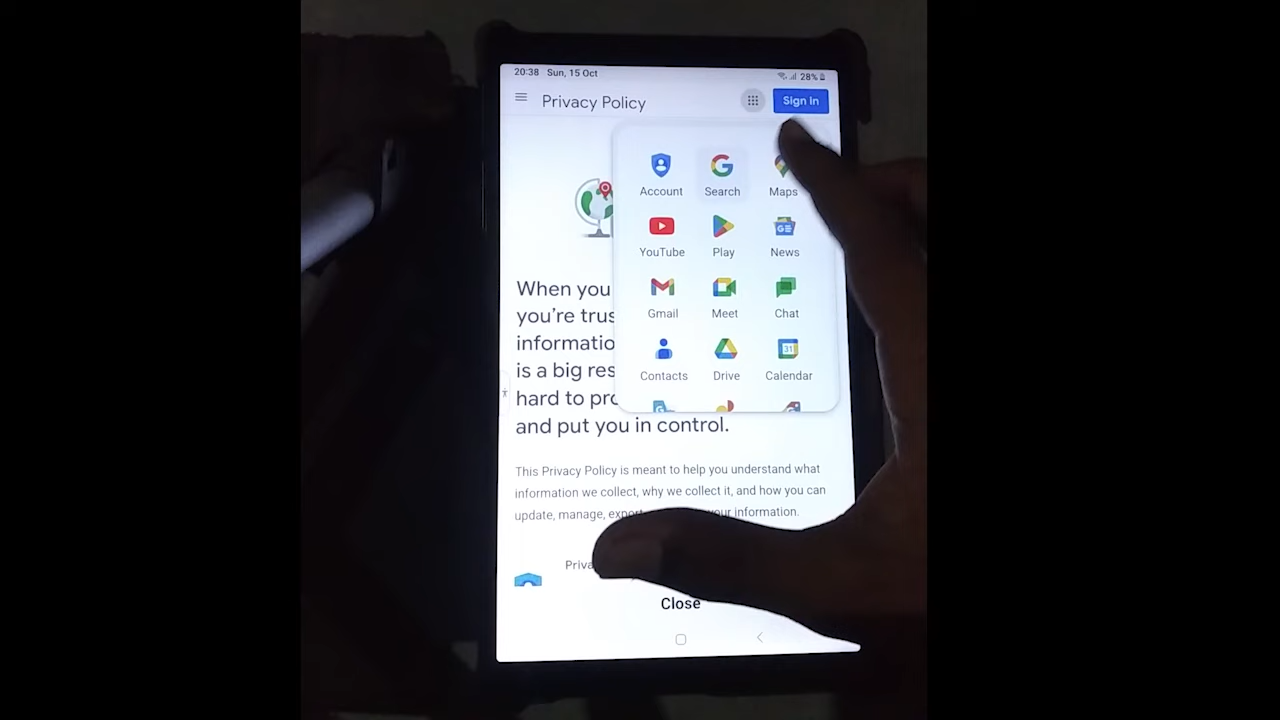 20:38 Sun, 15 Oct 28%
Privacy Policy Sign in
Account Search Maps
YouTube Play News
Gmail Meet Chat
Contacts Drive Calendar
31
When you
you're trus
informatio
is a big res
hard to pro
and put you in control.
This Privacy Policy is meant to help you understand what
information we collect, why we collect it, and how you can
update, manage, your information.
Priva
Close